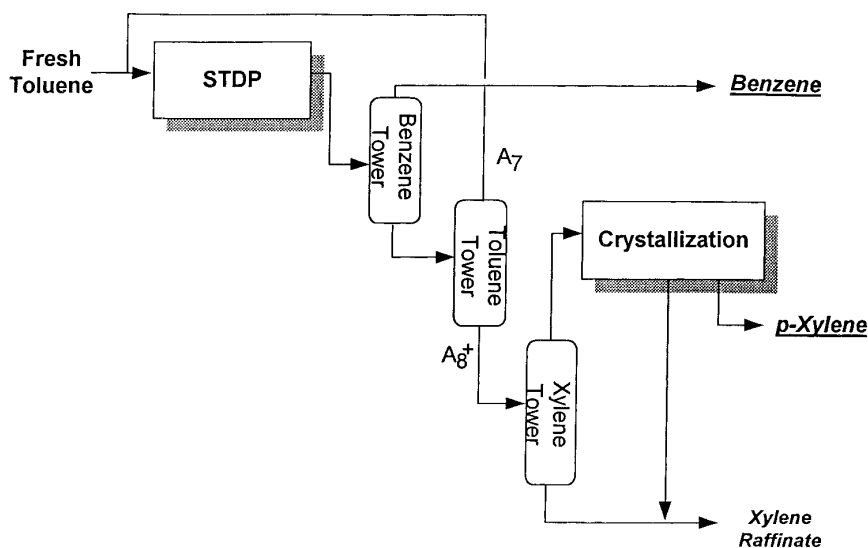 Fresh
Toluene
STDP
Benzene
Benzene
Tower
A7
Toluene
Tower
Crystallization
p-Xylene
A8+
Xylene
Tower
Xylene
Raffinate